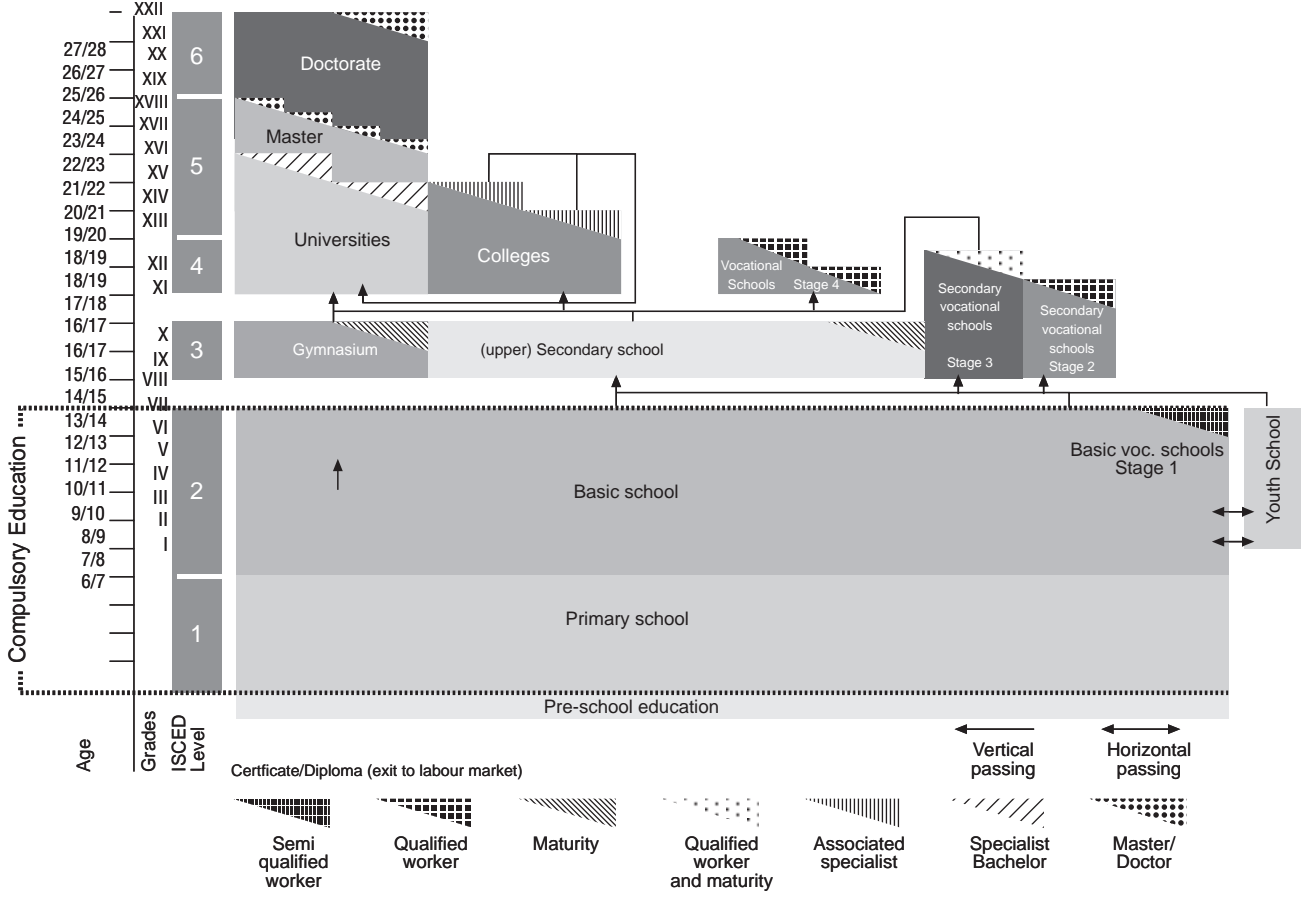 XXII
XXI
27/28
XX
6
Doctorate
26/27
XIX
25/26
XVIII
24/25
XVII
23/24
XVI
Master
22/23
XV
5
21/22
XIV
20/21
XIII
19/20
Universities
Colleges
18/19
XII
4
18/19
XI
17/18
Vocational
Schools Stage 4
Secondary
vocational
schools
Stage 3
Secondary
vocational
schools
Stage 2
16/17
X
16/17
IX
3
Gymnasium
(upper) Secondary school
15/16
VIII
14/15
VII
13/14
VI
12/13
V
11/12
IV
10/11
III
2
9/10
II
8/9
I
7/8
6/7
Basic school
Basic voc. schools
Stage 1
Youth School
Compulsory Education
1
Primary school
Pre-school education
Age
Grades
ISCED
Level
Vertical
passing
Horizontal
passing
Certficate/Diploma (exit to labour market)
Semi
qualified
worker
Qualified
worker
Maturity
Qualified
worker
and maturity
Associated
specialist
Specialist
Bachelor
Master/
Doctor